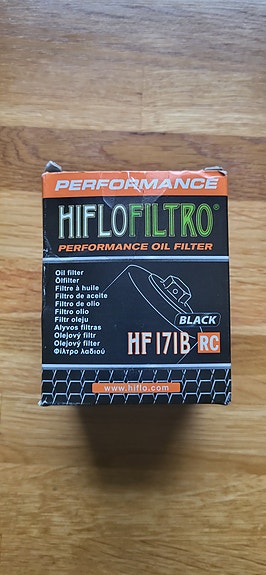 PERFORMANCE
HIFLOFILTRO®
PERFORMANCE OIL FILTER
Oil filter
Ölfilter
Filtre à huile
Filtro de aceite
Filtro de olio
Filtro olio
Filtr oleju
Alyvos filtras
Olejový filtr
Olejový filter
Φίλτρο λαδιού
BLACK
HF171B RC
www.hiflo.com